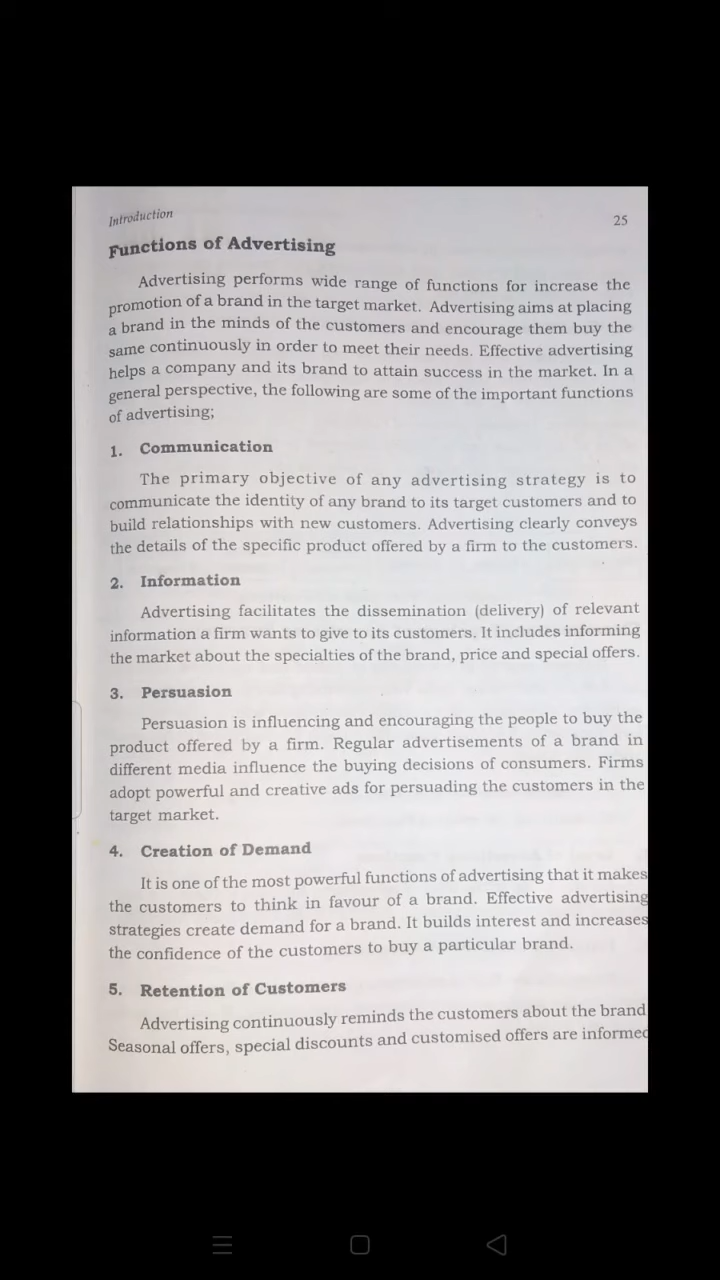 Introduction
25
Functions of Advertising
Advertising performs wide range of functions for increase the
promotion of a brand in the target market. Advertising aims at placing
a brand in the minds of the customers and encourage them buy the
same continuously in order to meet their needs. Effective advertising
helps a company and its brand to attain success in the market. In a
general perspective, the following are some of the important functions
of advertising;
1. Communication
The primary objective of any advertising strategy is to
communicate the identity of any brand to its target customers and to
build relationships with new customers. Advertising clearly conveys
the details of the specific product offered by a firm to the customers.
2. Information
Advertising facilitates the dissemination (delivery) of relevant
information a firm wants to give to its customers. It includes informing
the market about the specialties of the brand, price and special offers.
3. Persuasion
Persuasion is influencing and encouraging the people to buy the
product offered by a firm. Regular advertisements of a brand in
different media influence the buying decisions of consumers. Firms
adopt powerful and creative ads for persuading the customers in the
target market.
4. Creation of Demand
It is one of the most powerful functions of advertising that it makes
the customers to think in favour of a brand. Effective advertising
strategies create demand for a brand. It builds interest and increases
the confidence of the customers to buy a particular brand.
5. Retention of Customers
Advertising continuously reminds the customers about the brand
Seasonal offers, special discounts and customised offers are informed